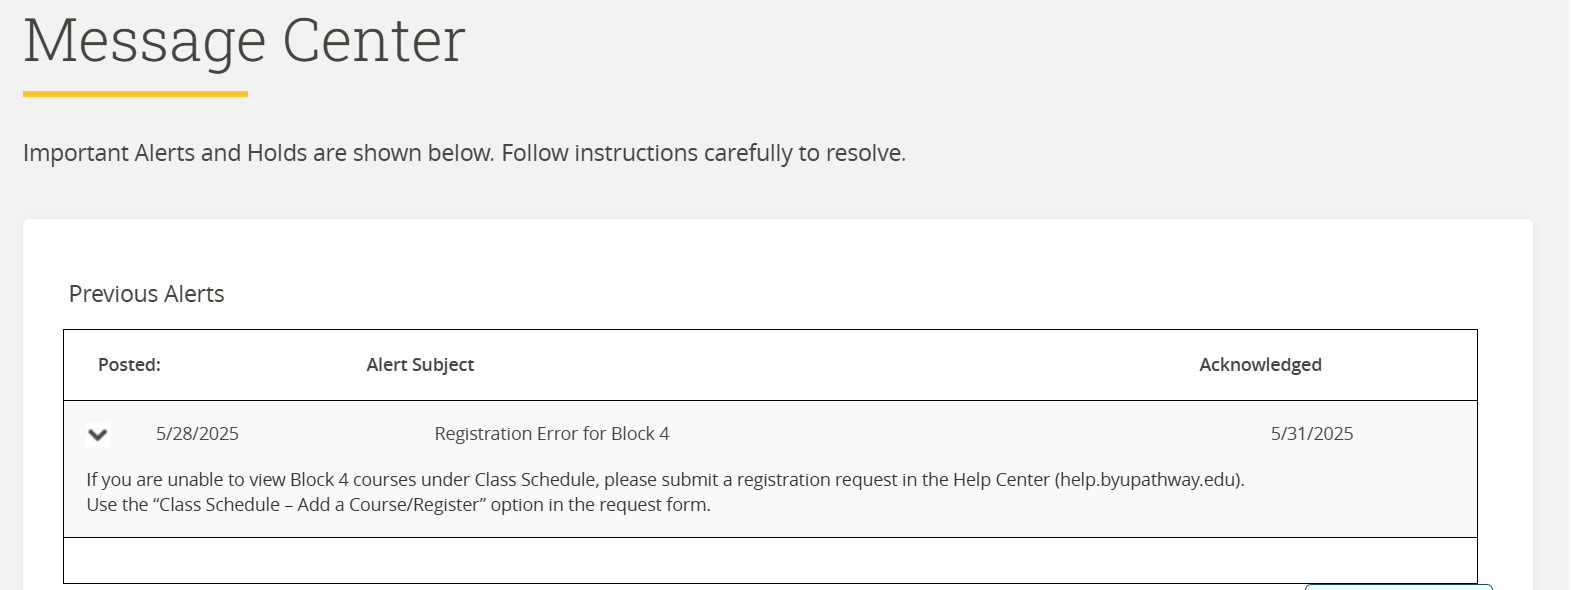 Message Center
Important Alerts and Holds are shown below. Follow instructions carefully to resolve.
Previous Alerts
Posted: Alert Subject Acknowledged
5/28/2025 Registration Error for Block 4 5/31/2025
If you are unable to view Block 4 courses under Class Schedule, please submit a registration request in the Help Center (help.byupathway.edu).
Use the “Class Schedule – Add a Course/Register” option in the request form.